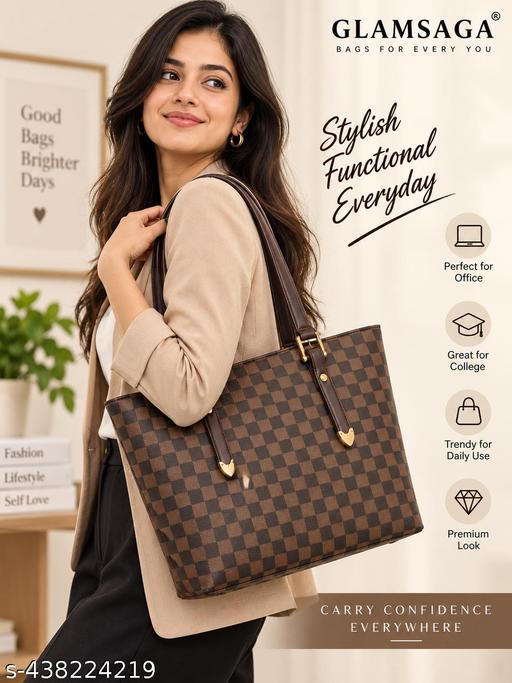 GLAMSAGA®
BAGS FOR EVERY YOU
Good
Bags
Brighter
Days
Stylish
Functional
Everyday
Perfect for
Office
Great for
College
Trendy for
Daily Use
Premium
Look
Fashion
Lifestyle
Self Love
CARRY CONFIDENCE
EVERYWHERE
s-438224219